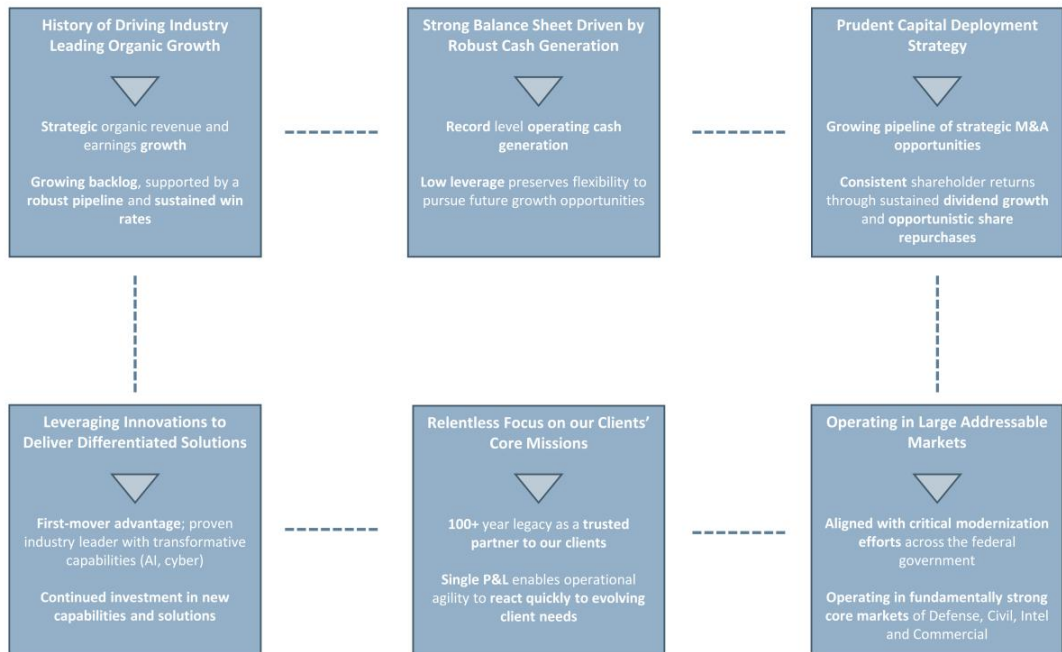 History of Driving Industry
Leading Organic Growth
Strategic organic revenue and
earnings growth
Growing backlog, supported by a
robust pipeline and sustained win
rates
Strong Balance Sheet Driven by
Robust Cash Generation
Record level operating cash
generation
Low leverage preserves flexibility to
pursue future growth opportunities
Prudent Capital Deployment
Strategy
Growing pipeline of strategic M&A
opportunities
Consistent shareholder returns
through sustained dividend growth
and opportunistic share
repurchases
Leveraging Innovations to
Deliver Differentiated Solutions
First-mover advantage; proven
industry leader with transformative
capabilities (AI, cyber)
Continued investment in new
capabilities and solutions
Relentless Focus on our Clients’
Core Missions
100+ year legacy as a trusted
partner to our clients
Single P&L enables operational
agility to react quickly to evolving
client needs
Operating in Large Addressable
Markets
Aligned with critical modernization
efforts across the federal
government
Operating in fundamentally strong
core markets of Defense, Civil, Intel
and Commercial